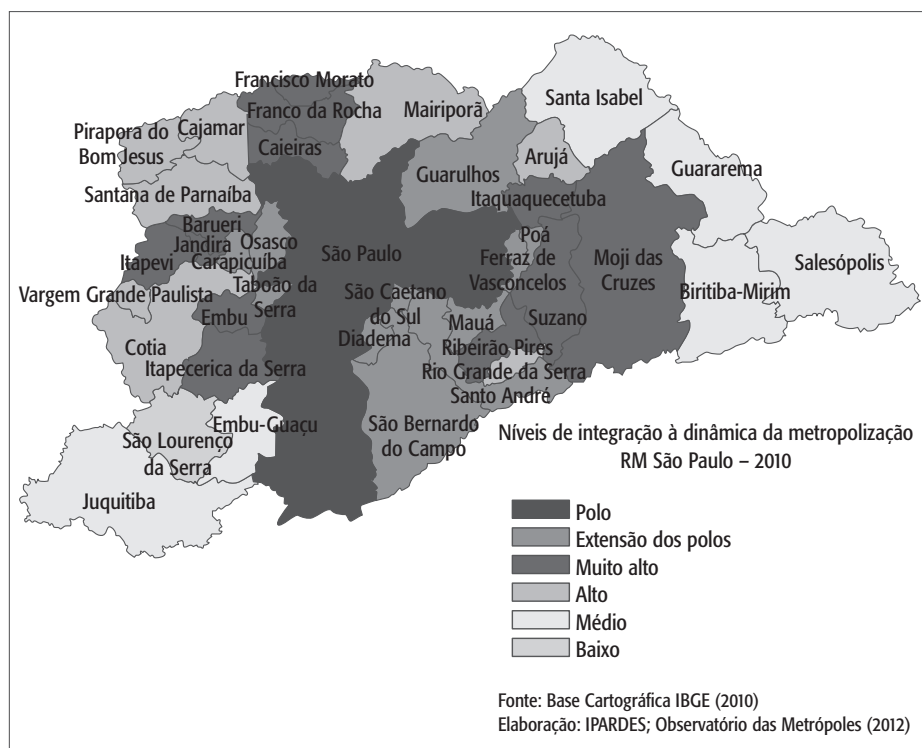 Francisco Morato
Franco da Rocha
Mairiporã
Santa Isabel
Pirapora do
Bom Jesus
Cajamar
Caieiras
Arujá
Guarulhos
Guararema
Santana de Parnaíba
Itaquaquecetuba
Barueri
Jandira
Osasco
Itapevi
Carapicuíba
São Paulo
Poá
Ferraz de
Vasconcelos
Moji das
Cruzes
Salesópolis
Biritiba-Mirim
Vargem Grande Paulista
Taboão da
Serra
São Caetano
do Sul
Embu
Diadema
Mauá
Suzano
Cotia
Itapecerica da Serra
Ribeirão Pires
Rio Grande da Serra
Santo André
Embu-Guaçu
São Lourenço
da Serra
São Bernardo
do Campo
Juquitiba
Níveis de integração à dinâmica da metropolização
RM São Paulo – 2010
Polo
Extensão dos polos
Muito alto
Alto
Médio
Baixo
Fonte: Base Cartográfica IBGE (2010)
Elaboração: IPARDES; Observatório das Metrópoles (2012)